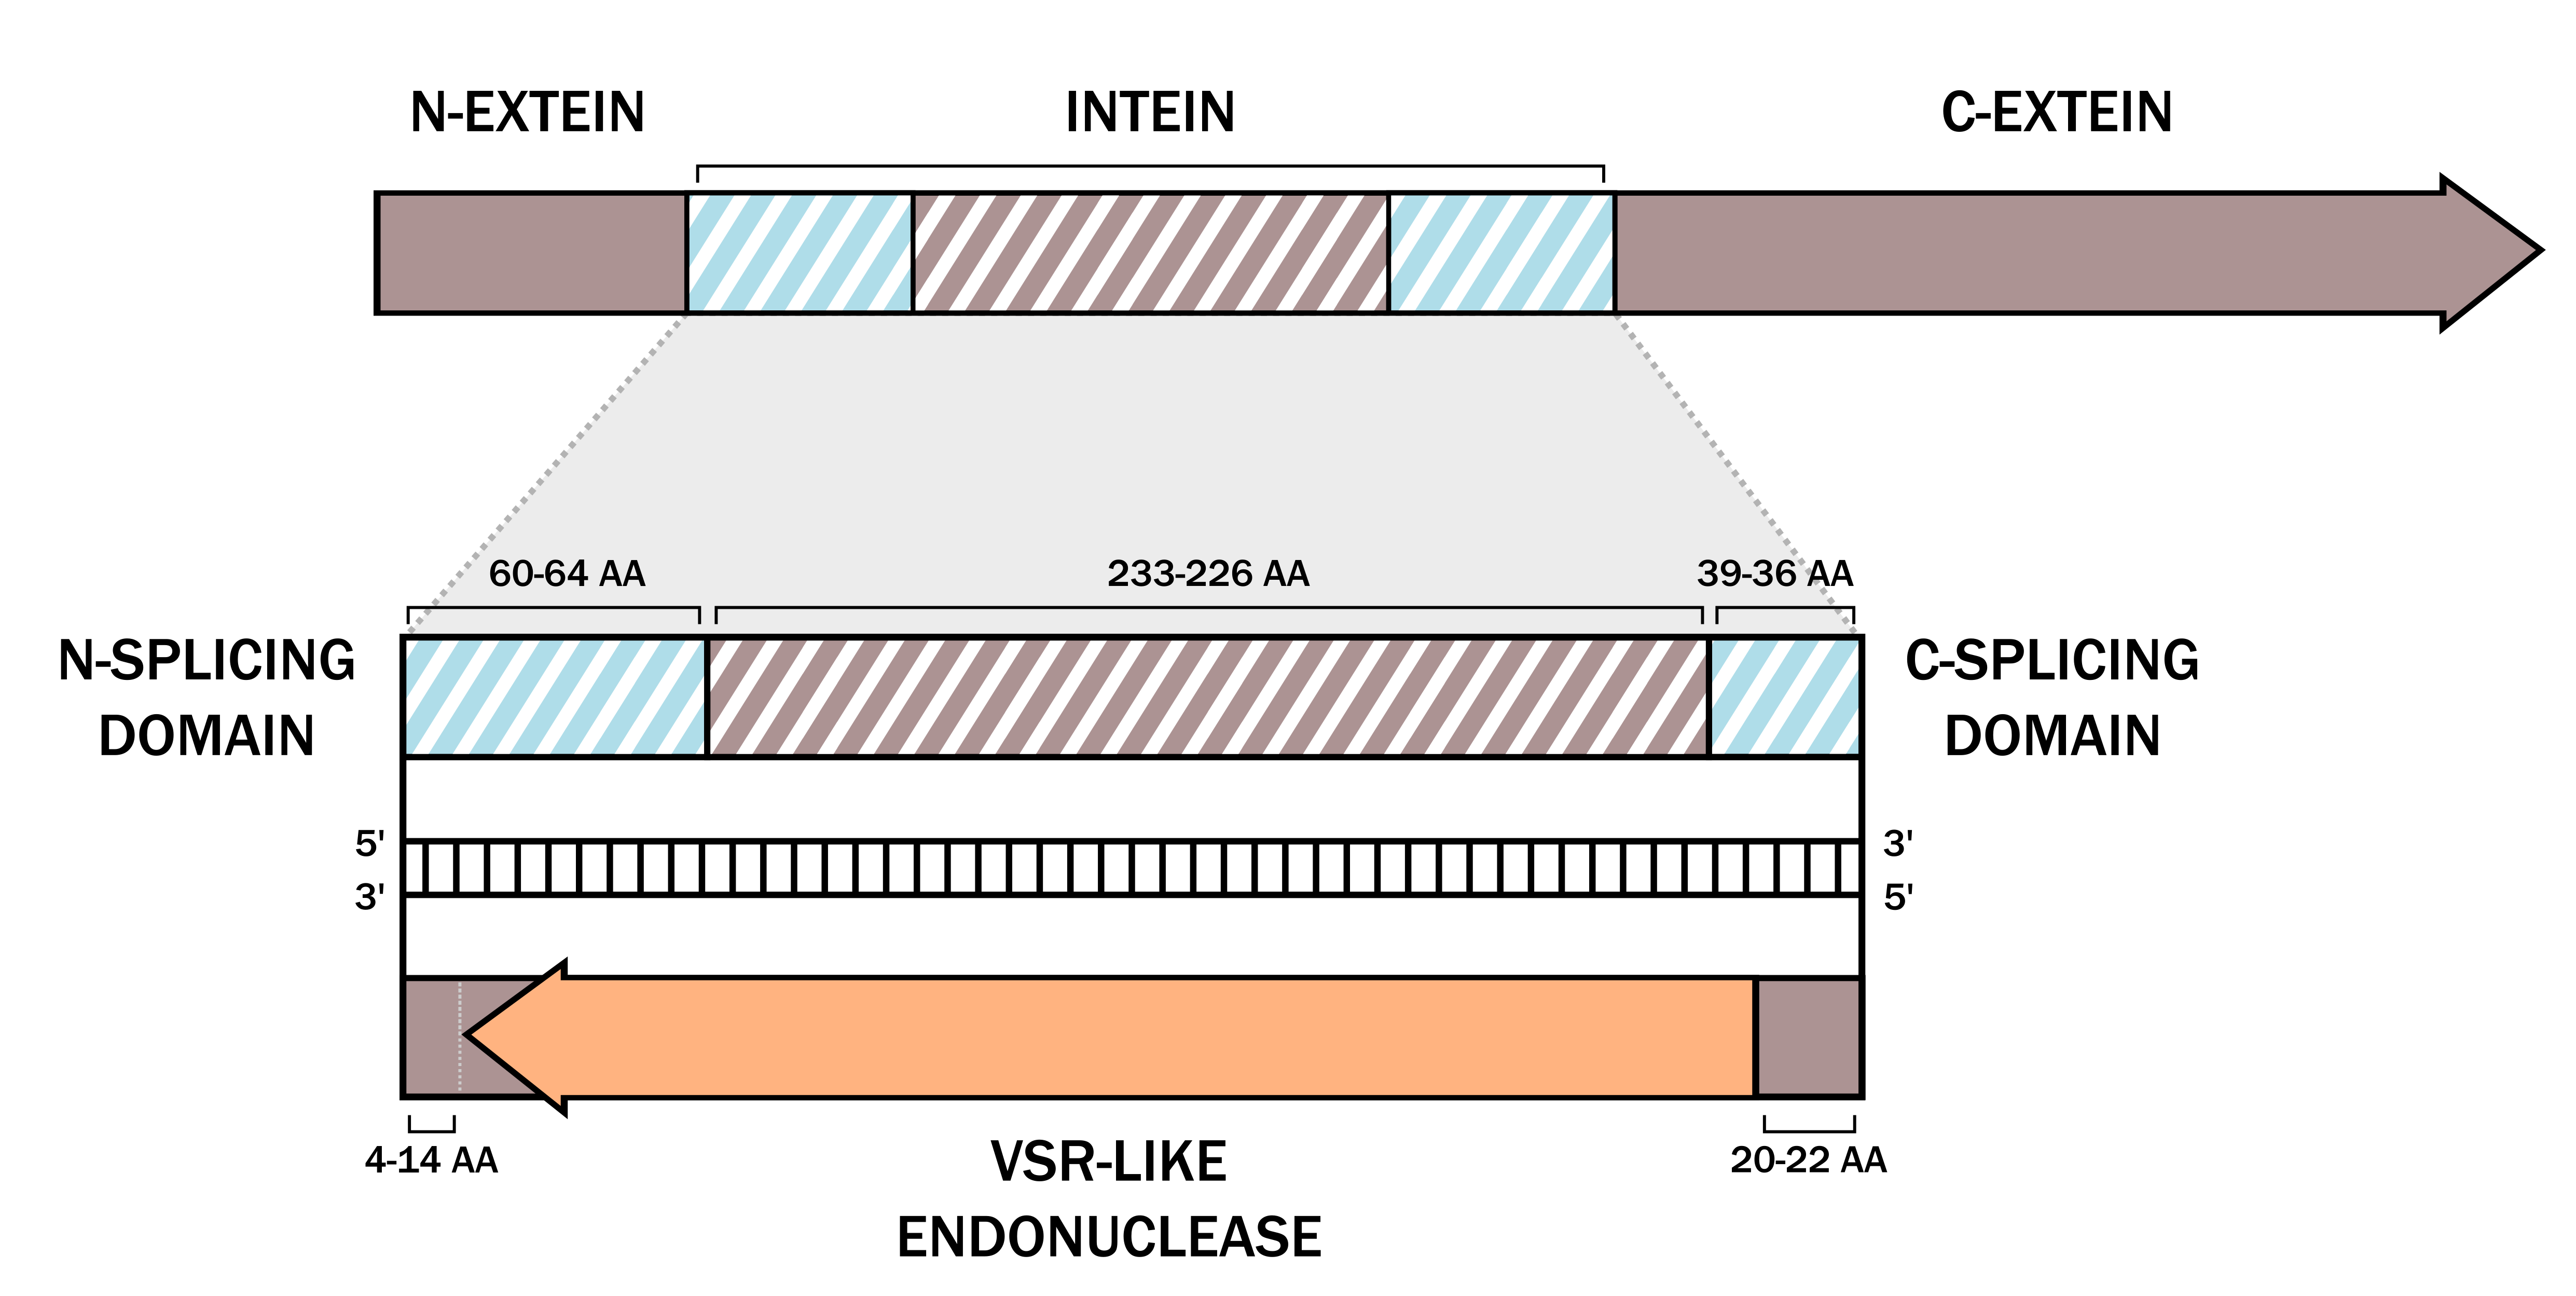 N-EXTEIN
INTEIN
C-EXTEIN
60-64 AA
233-226 AA
39-36 AA
N-SPLICING
DOMAIN
C-SPLICING
DOMAIN
5'
3'
3'
5'
4-14 AA
20-22 AA
VSR-LIKE
ENDONUCLEASE